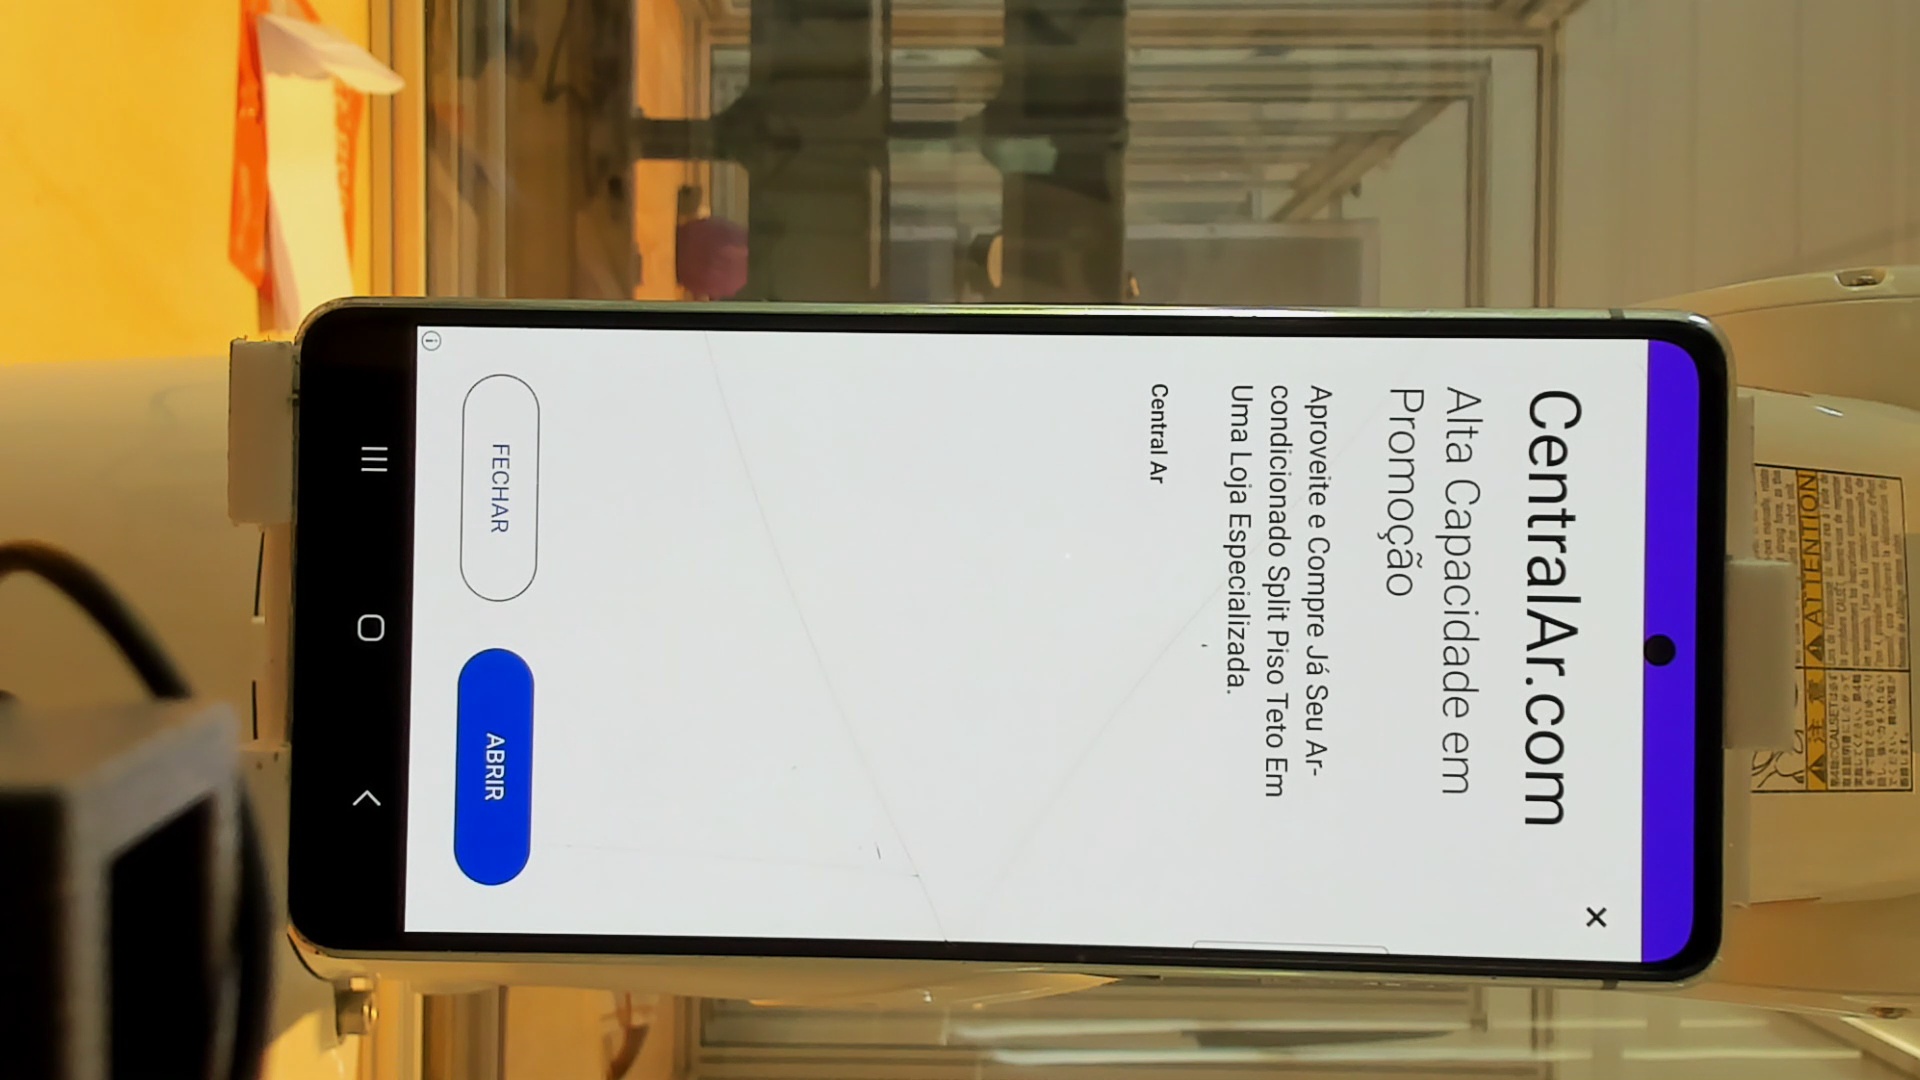 CentralAr.com
Alta Capacidade em
Promoção
Aproveite e Compre Já Seu Ar-
condicionado Split Piso Teto Em
Uma Loja Especializada.
Central Ar
FECHAR
ABRIR
ATTENTION